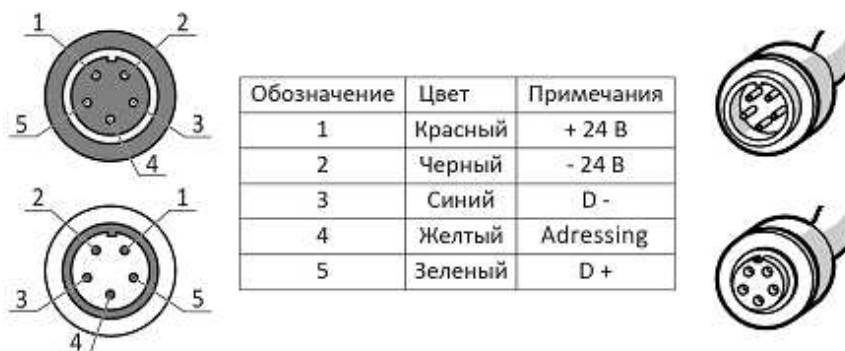 1 2
5 3
4
2 1
3 5
4
Обозначение Цвет Примечания
1 Красный + 24 В
2 Черный - 24 В
3 Синий D -
4 Желтый Adressing
5 Зеленый D +